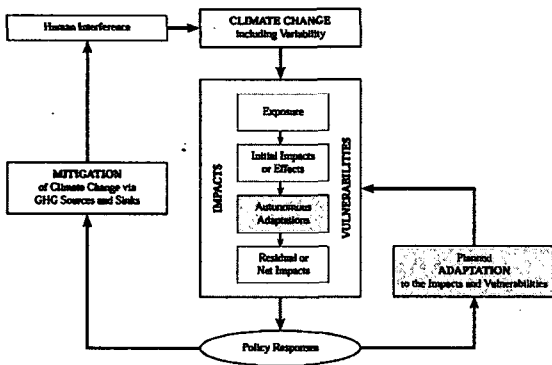 Human Interference
CLIMATE CHANGE
including Variability
Exposure
Initial Impacts
or Effects
IMPACTS
VULNERABILITIES
Autonomous
Adaptations
Residual or
Net Impacts
MITIGATION
of Climate Change via
GHG Sources and Sinks
Planned
ADAPTATION
to the Impacts and Vulnerabilities
Policy Responses